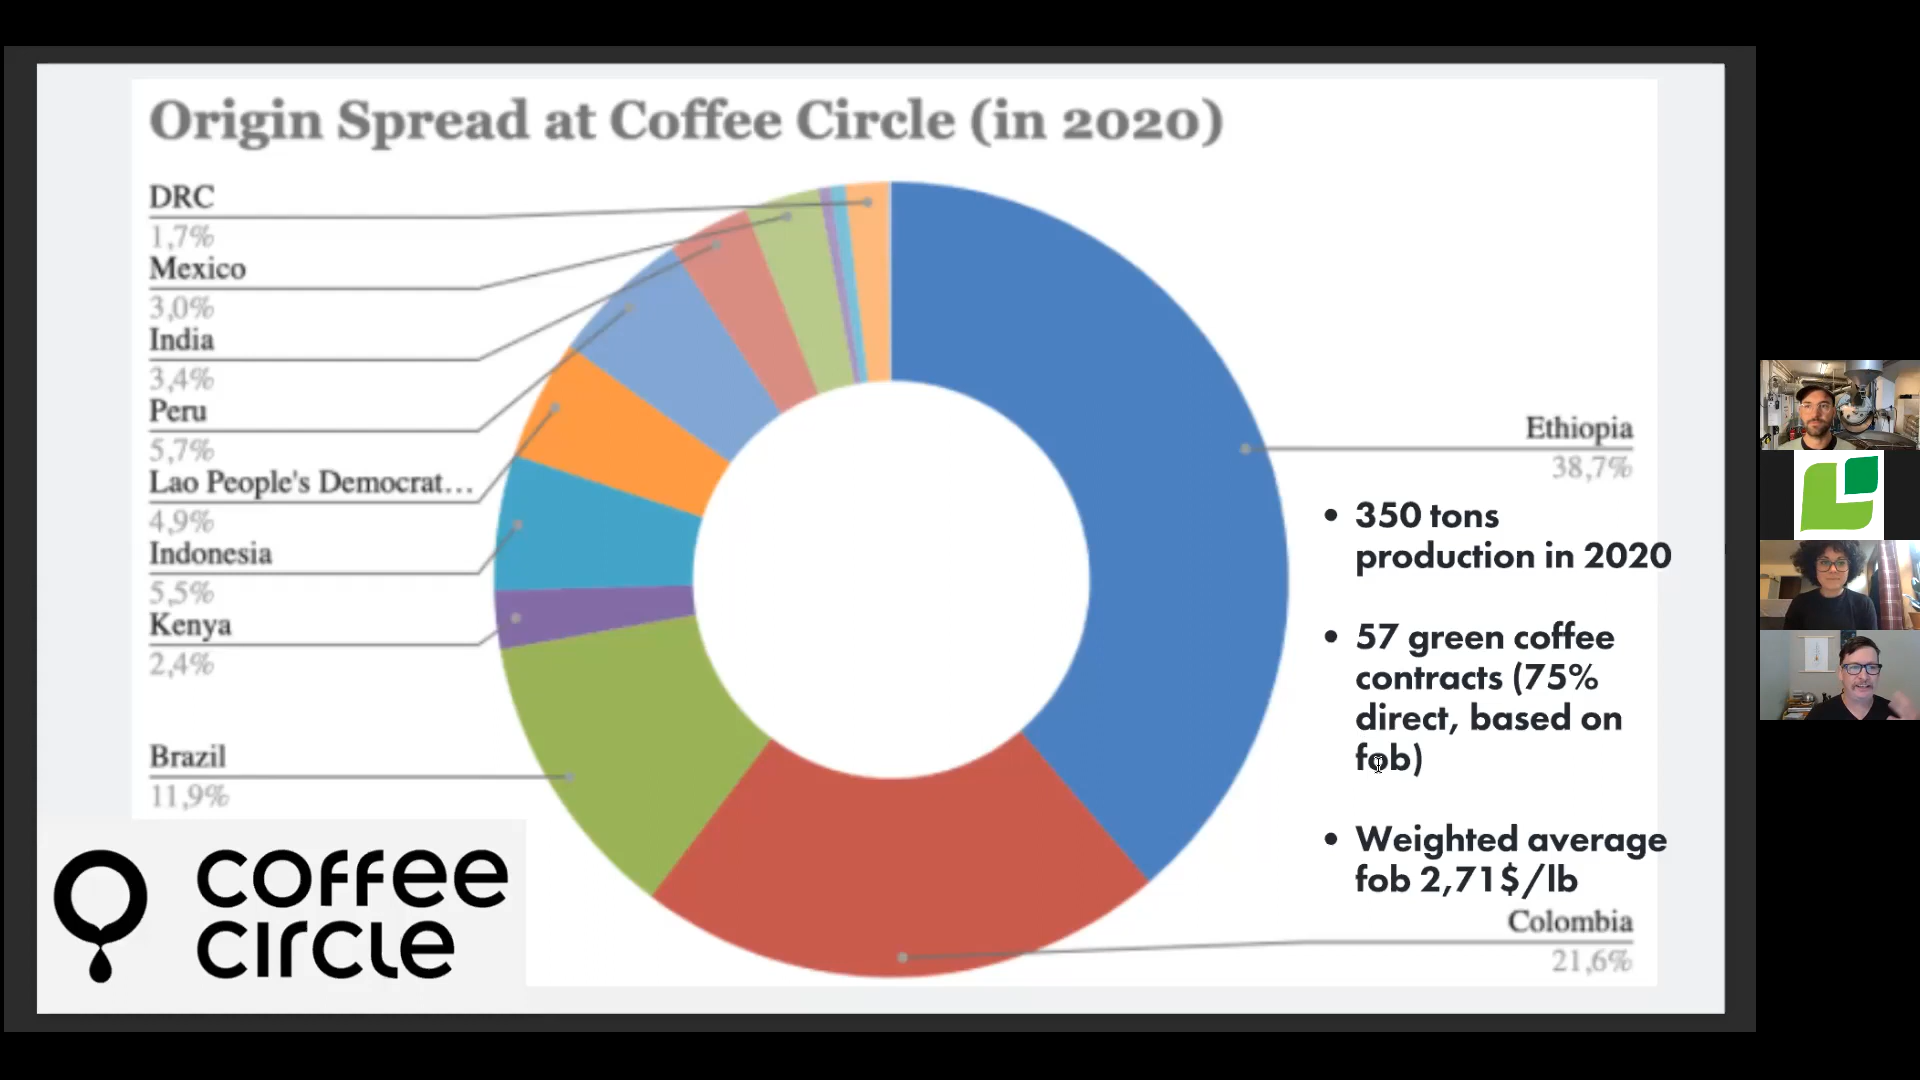 Origin Spread at Coffee Circle (in 2020)
DRC
1,7%
Mexico
3,0%
India
3,4%
Peru
5,7%
Lao People's Democrat...
4,9%
Indonesia
5,5%
Kenya
2,4%
Brazil
11,9%
Ethiopia
38,7%
• 350 tons
production in 2020
• 57 green coffee
contracts (75%
direct, based on
fob)
• Weighted average
fob 2,71$/lb
Colombia
21,6%
coffee
circle